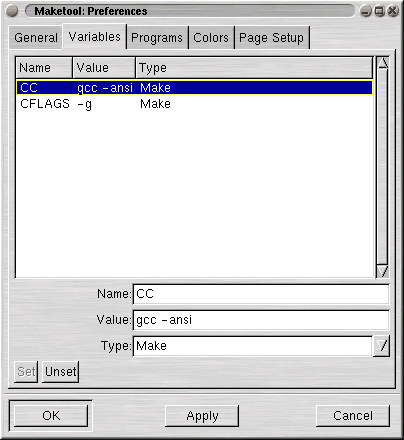 Maketool: Preferences
General Variables Programs Colors Page Setup
Name Value Type
CC gcc -ansi Make
CFLAGS -g Make
Name: CC
Value: gcc -ansi
Type: Make
Set Unset
OK Apply Cancel